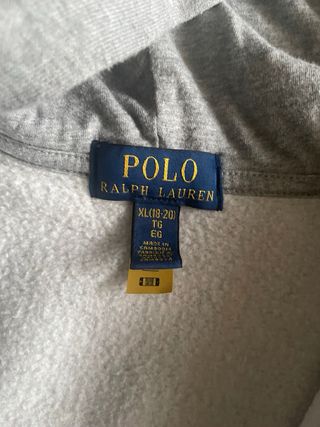 POLO
RALPH LAUREN
XL(18-20)
TG
EG
MADE IN
CAMBODIA